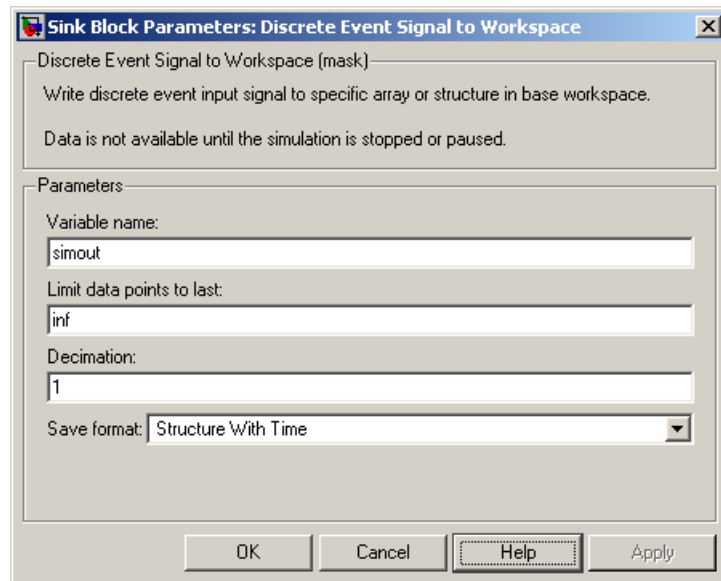 Sink Block Parameters: Discrete Event Signal to Workspace
Discrete Event Signal to Workspace (mask)
Write discrete event input signal to specific array or structure in base workspace.
Data is not available until the simulation is stopped or paused.
Parameters
Variable name:
simout
Limit data points to last:
inf
Decimation:
1
Save format: Structure With Time
OK Cancel Help Apply